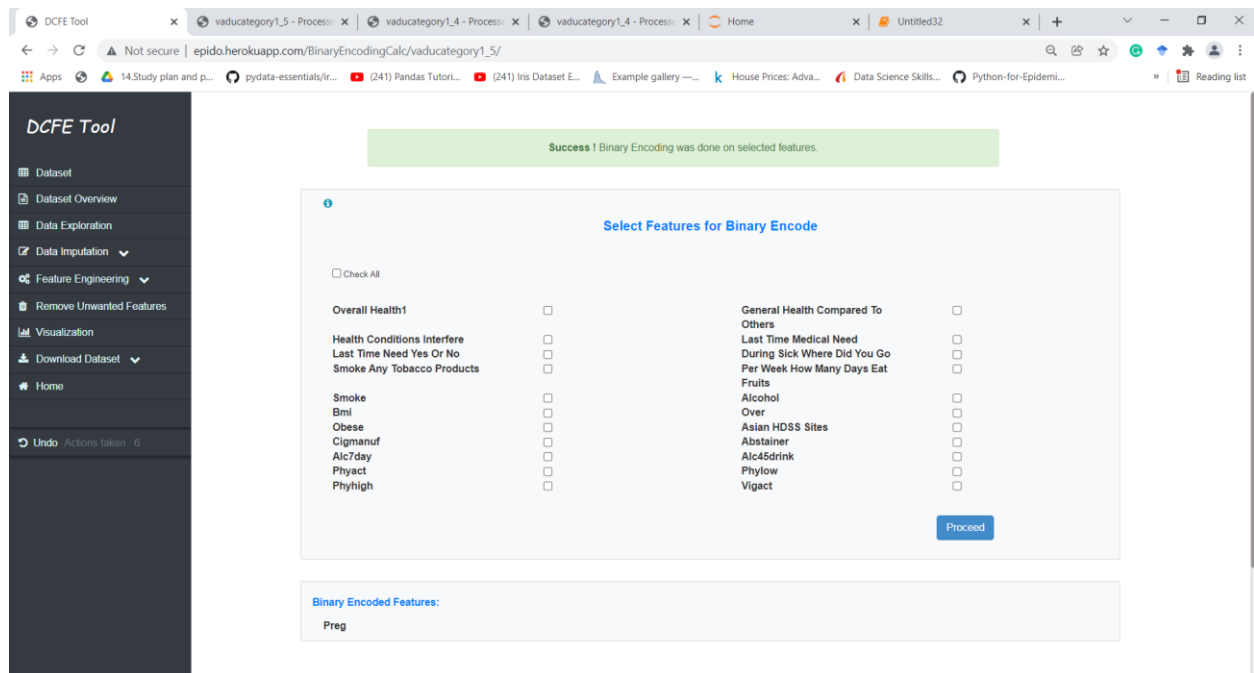 DCFE Tool
vaducategory1_5 - Processe
vaducategory1_4 - Processe
vaducategory1_4 - Processe
Home
Untitled32
Not secure | epido.herokuapp.com/BinaryEncodingCalc/vaducategory1_5/
Apps
14.Study plan and p...
pydata-essentials/ir...
(241) Pandas Tutori...
(241) Iris Dataset E...
Example gallery —...
House Prices: Adva...
Data Science Skills...
Python-for-Epidemi...
»
Reading list
DCFE Tool
Dataset
Dataset Overview
Data Exploration
Data Imputation
Feature Engineering
Remove Unwanted Features
Visualization
Download Dataset
Home
Undo Actions taken : 6
Success ! Binary Encoding was done on selected features.
Select Features for Binary Encode
Check All
Overall Health1
General Health Compared To
Others
Health Conditions Interfere
Last Time Medical Need
Last Time Need Yes Or No
During Sick Where Did You Go
Smoke Any Tobacco Products
Per Week How Many Days Eat
Fruits
Smoke
Alcohol
Bmi
Over
Obese
Asian HDSS Sites
Cigmanuf
Abstainer
Alc7day
Alc45drink
Phyact
Phylow
Phyhigh
Vigact
Proceed
Binary Encoded Features:
Preg